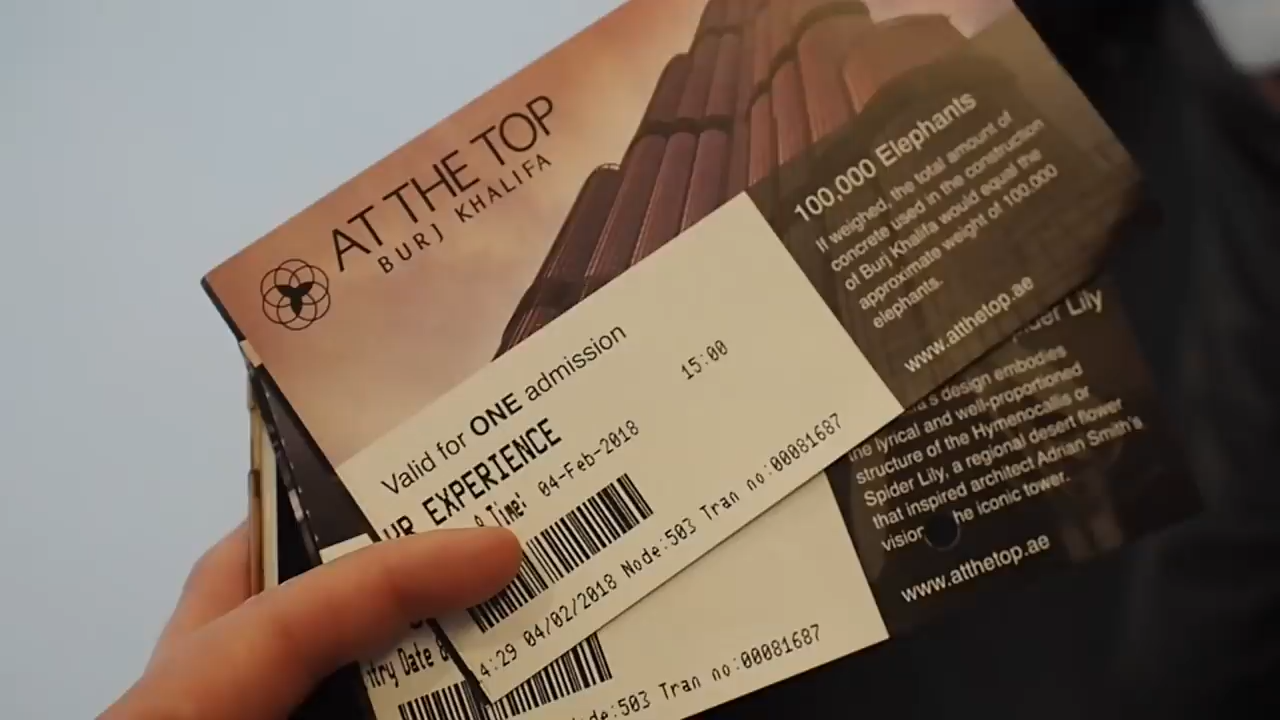 AT THE TOP
BURJ KHALIFA
100,000 Elephants
If weighed, the total amount of
concrete used in the construction
of Burj Khalifa would equal the
approximate weight of 100,000
elephants.
www.atthetop.ae
Valid for ONE admission
VR EXPERIENCE
Time: 04-Feb-2018 15:00
4:29 04/02/2018 Node:503 Tran no:00081687
Lily
the lyrical and well-proportioned
design embodies
structure of the Hymenocallis or
Spider Lily, a regional desert flower
that inspired architect Adrian Smith's
vision he iconic tower.
www.atthetop.ae
Date
Node:503 Tran no:00081687